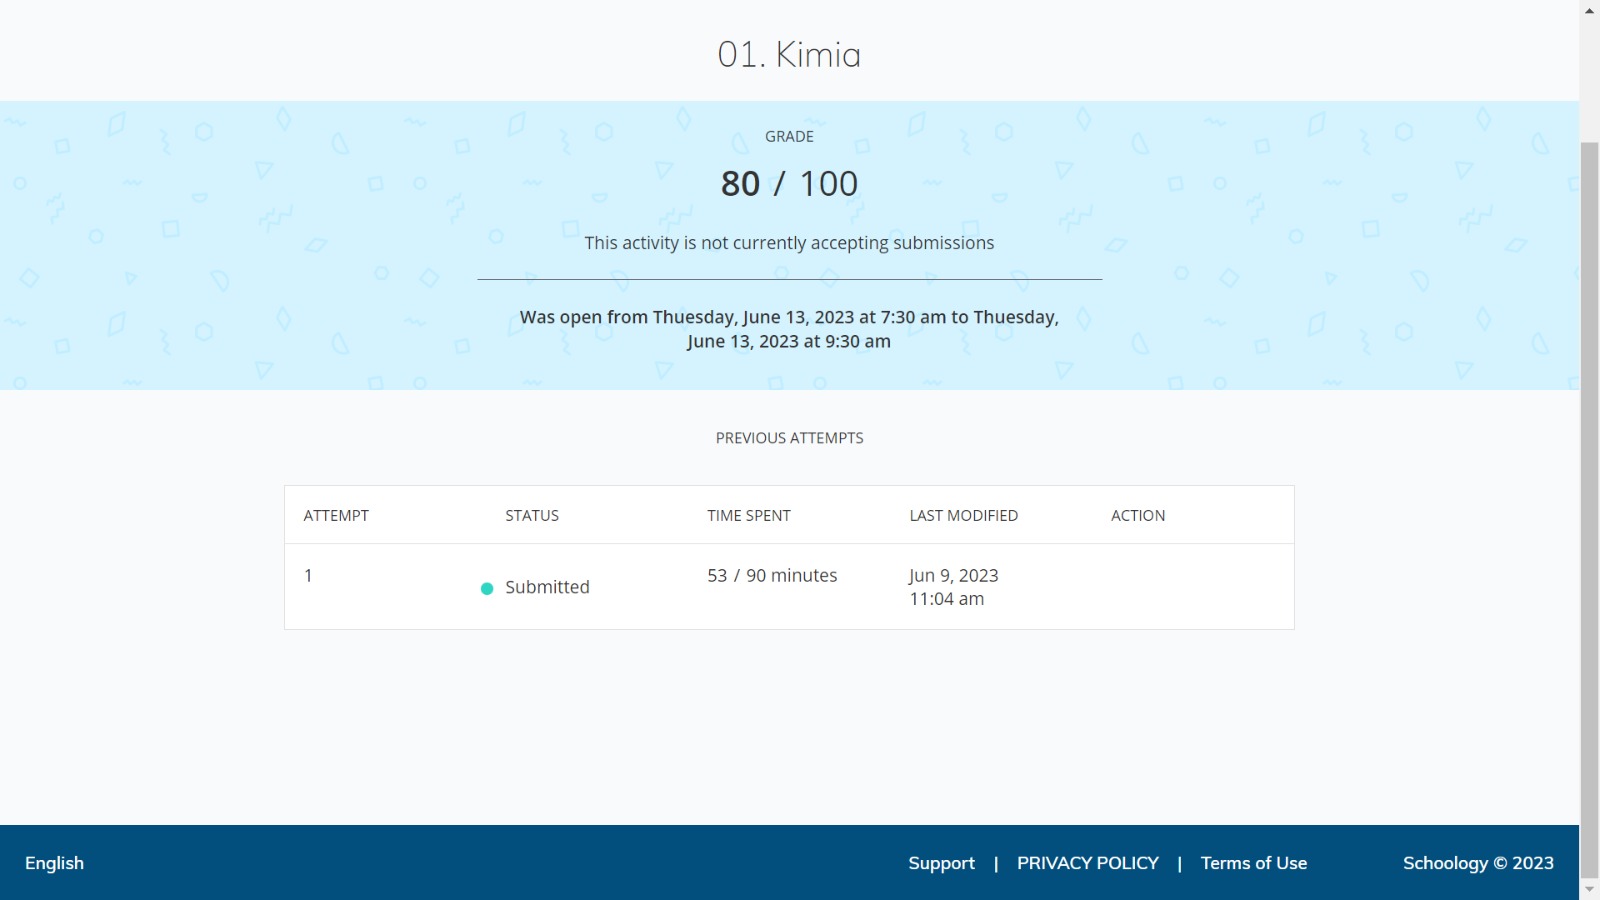 01. Kimia
GRADE
80 / 100
This activity is not currently accepting submissions
Was open from Thuesday, June 13, 2023 at 7:30 am to Thuesday,
June 13, 2023 at 9:30 am
PREVIOUS ATTEMPTS
ATTEMPT STATUS TIME SPENT LAST MODIFIED ACTION
1 Submitted 53 / 90 minutes Jun 9, 2023
11:04 am
English Support | PRIVACY POLICY | Terms of Use Schoology © 2023